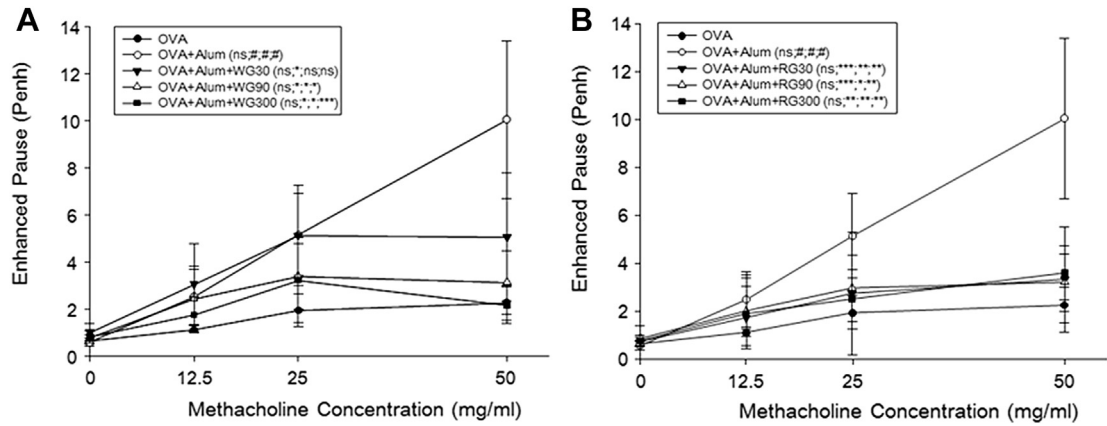 A
14
12
10
8
6
4
2
0
Enhanced Pause (Penh)
OVA
OVA+Alum (ns;#;#;#)
OVA+Alum+WG30 (ns;*;ns;ns)
OVA+Alum+WG90 (ns;*;*;*)
OVA+Alum+WG300 (ns;*;*;***)
0
12.5
25
50
Methacholine Concentration (mg/ml)
B
14
12
10
8
6
4
2
0
Enhanced Pause (Penh)
OVA
OVA+Alum (ns;#;#;#)
OVA+Alum+RG30 (ns;***;**;**)
OVA+Alum+RG90 (ns;***;*;**)
OVA+Alum+RG300 (ns;**;**;**)
0
12.5
25
50
Methacholine Concentration (mg/ml)